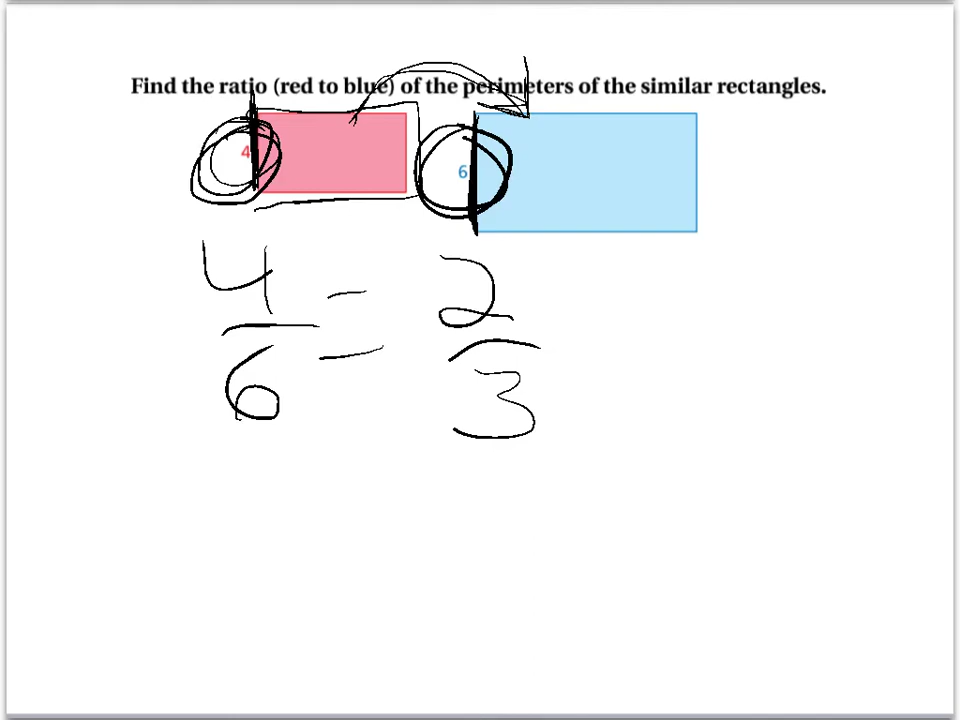 Find the ratio (red to blue) of the perimeters of the similar rectangles.
4 6
4/6 = 2/3